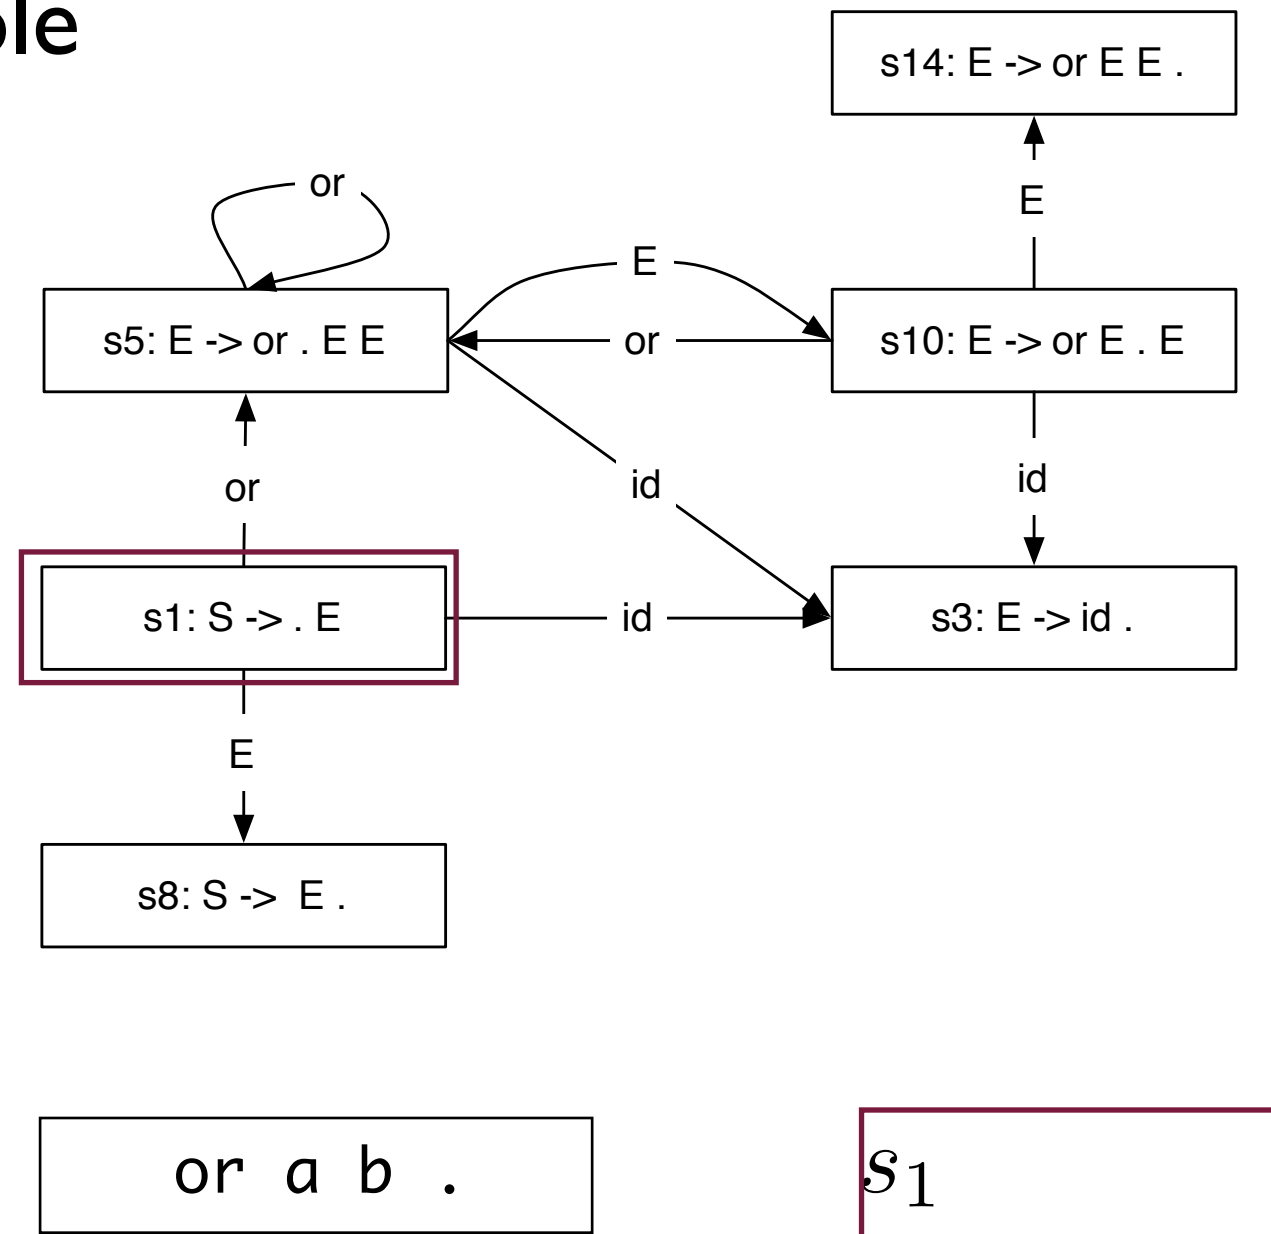 ole
s14: E -> or E E .
E
or
E
s5: E -> or . E E
or
s10: E -> or E . E
or
id
id
s1: S -> . E
id
s3: E -> id .
E
s8: S -> E .
or a b .
s1